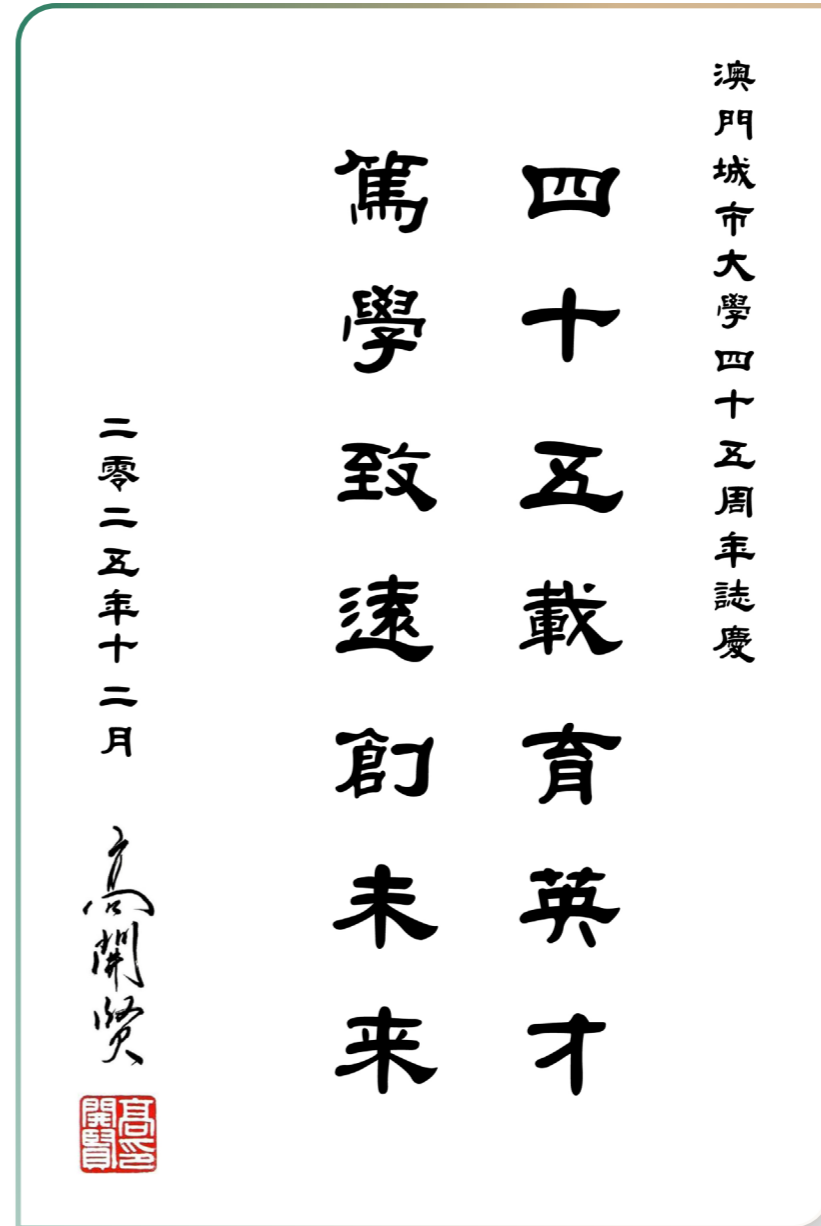 澳門城市大學四十五周年誌慶
四十五載育英才
篤學致遠創未来
二零二五年十二月
高開賢
高開賢印